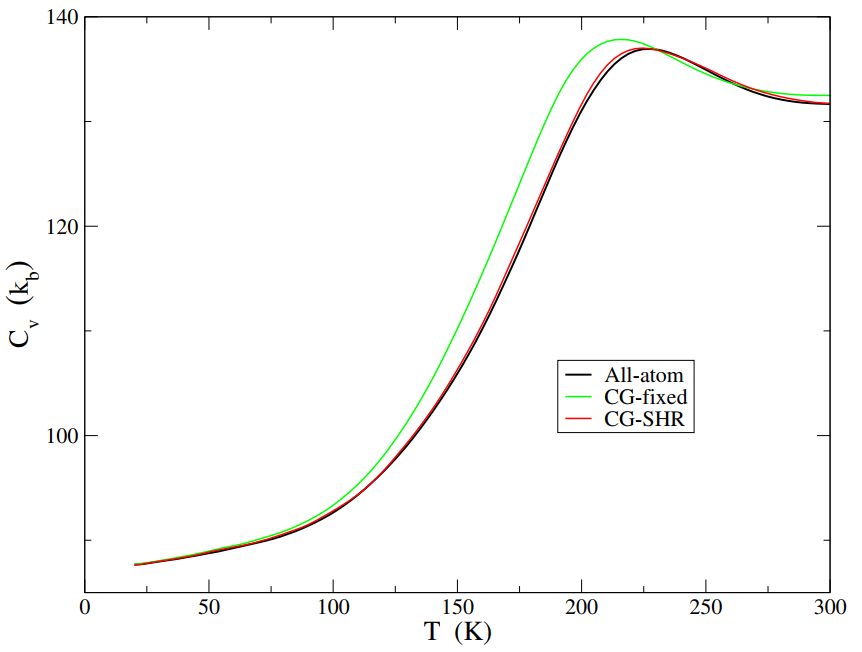 140
120
100
C_v (k_b)
0 50 100 150 200 250 300
T (K)
All-atom
CG-fixed
CG-SHR